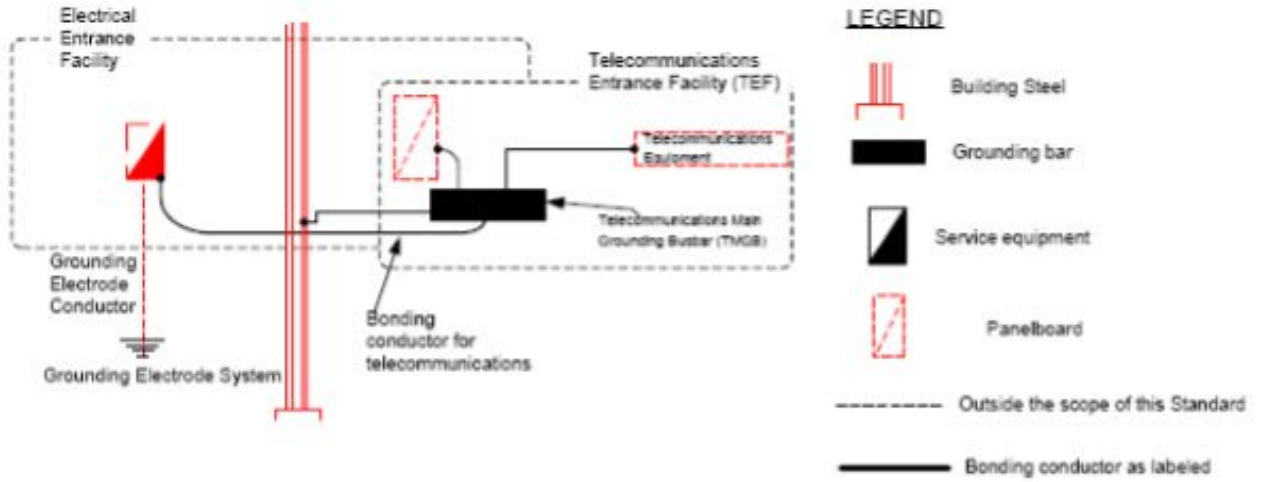 Electrical
Entrance
Facility
Telecommunications
Entrance Facility (TEF)
Telecommunications
Equipment
Telecommunications Main
Grounding Busbar (TMGB)
Grounding
Electrode
Conductor
Bonding
conductor for
telecommunications
Grounding Electrode System
LEGEND
Building Steel
Grounding bar
Service equipment
Panelboard
Outside the scope of this Standard
Bonding conductor as labeled